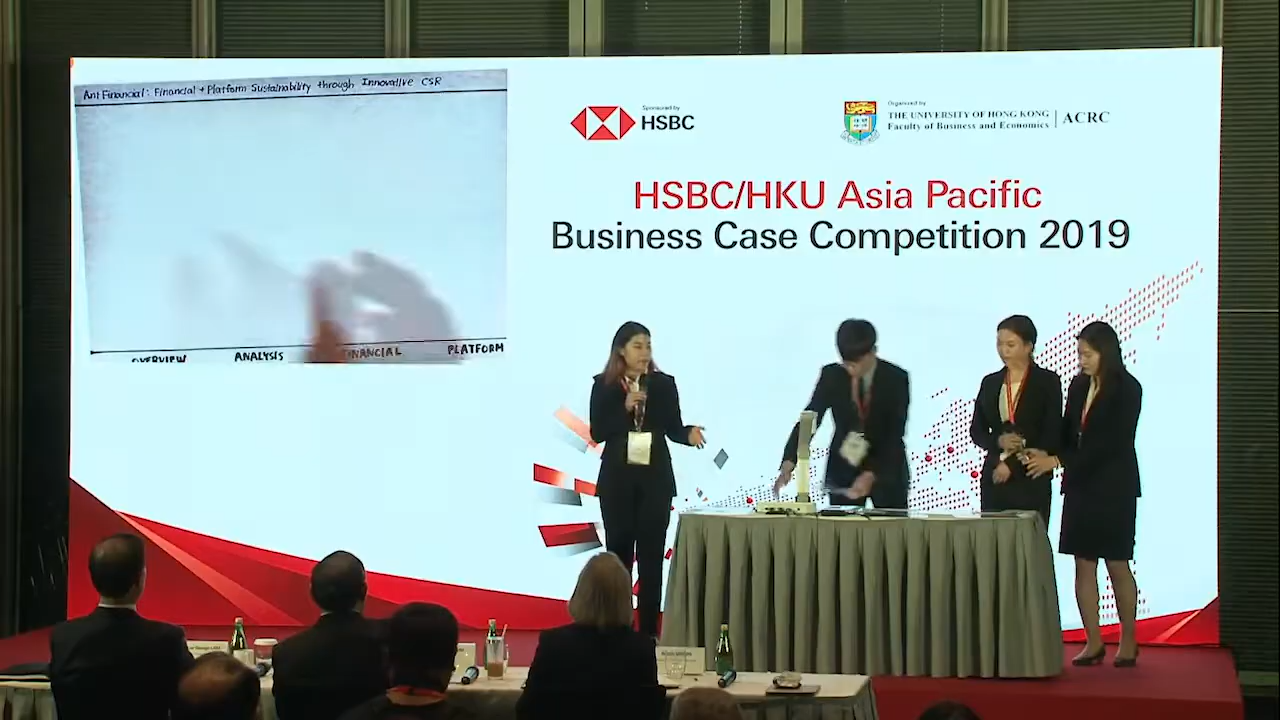 Ant Financial: Financial + Platform Sustainability through Innovative CSR
OVERVIEW ANALYSIS FINANCIAL PLATFORM
Sponsored by
HSBC
Organized by
THE UNIVERSITY OF HONG KONG
Faculty of Business and Economics
ACRC
HSBC/HKU Asia Pacific
Business Case Competition 2019